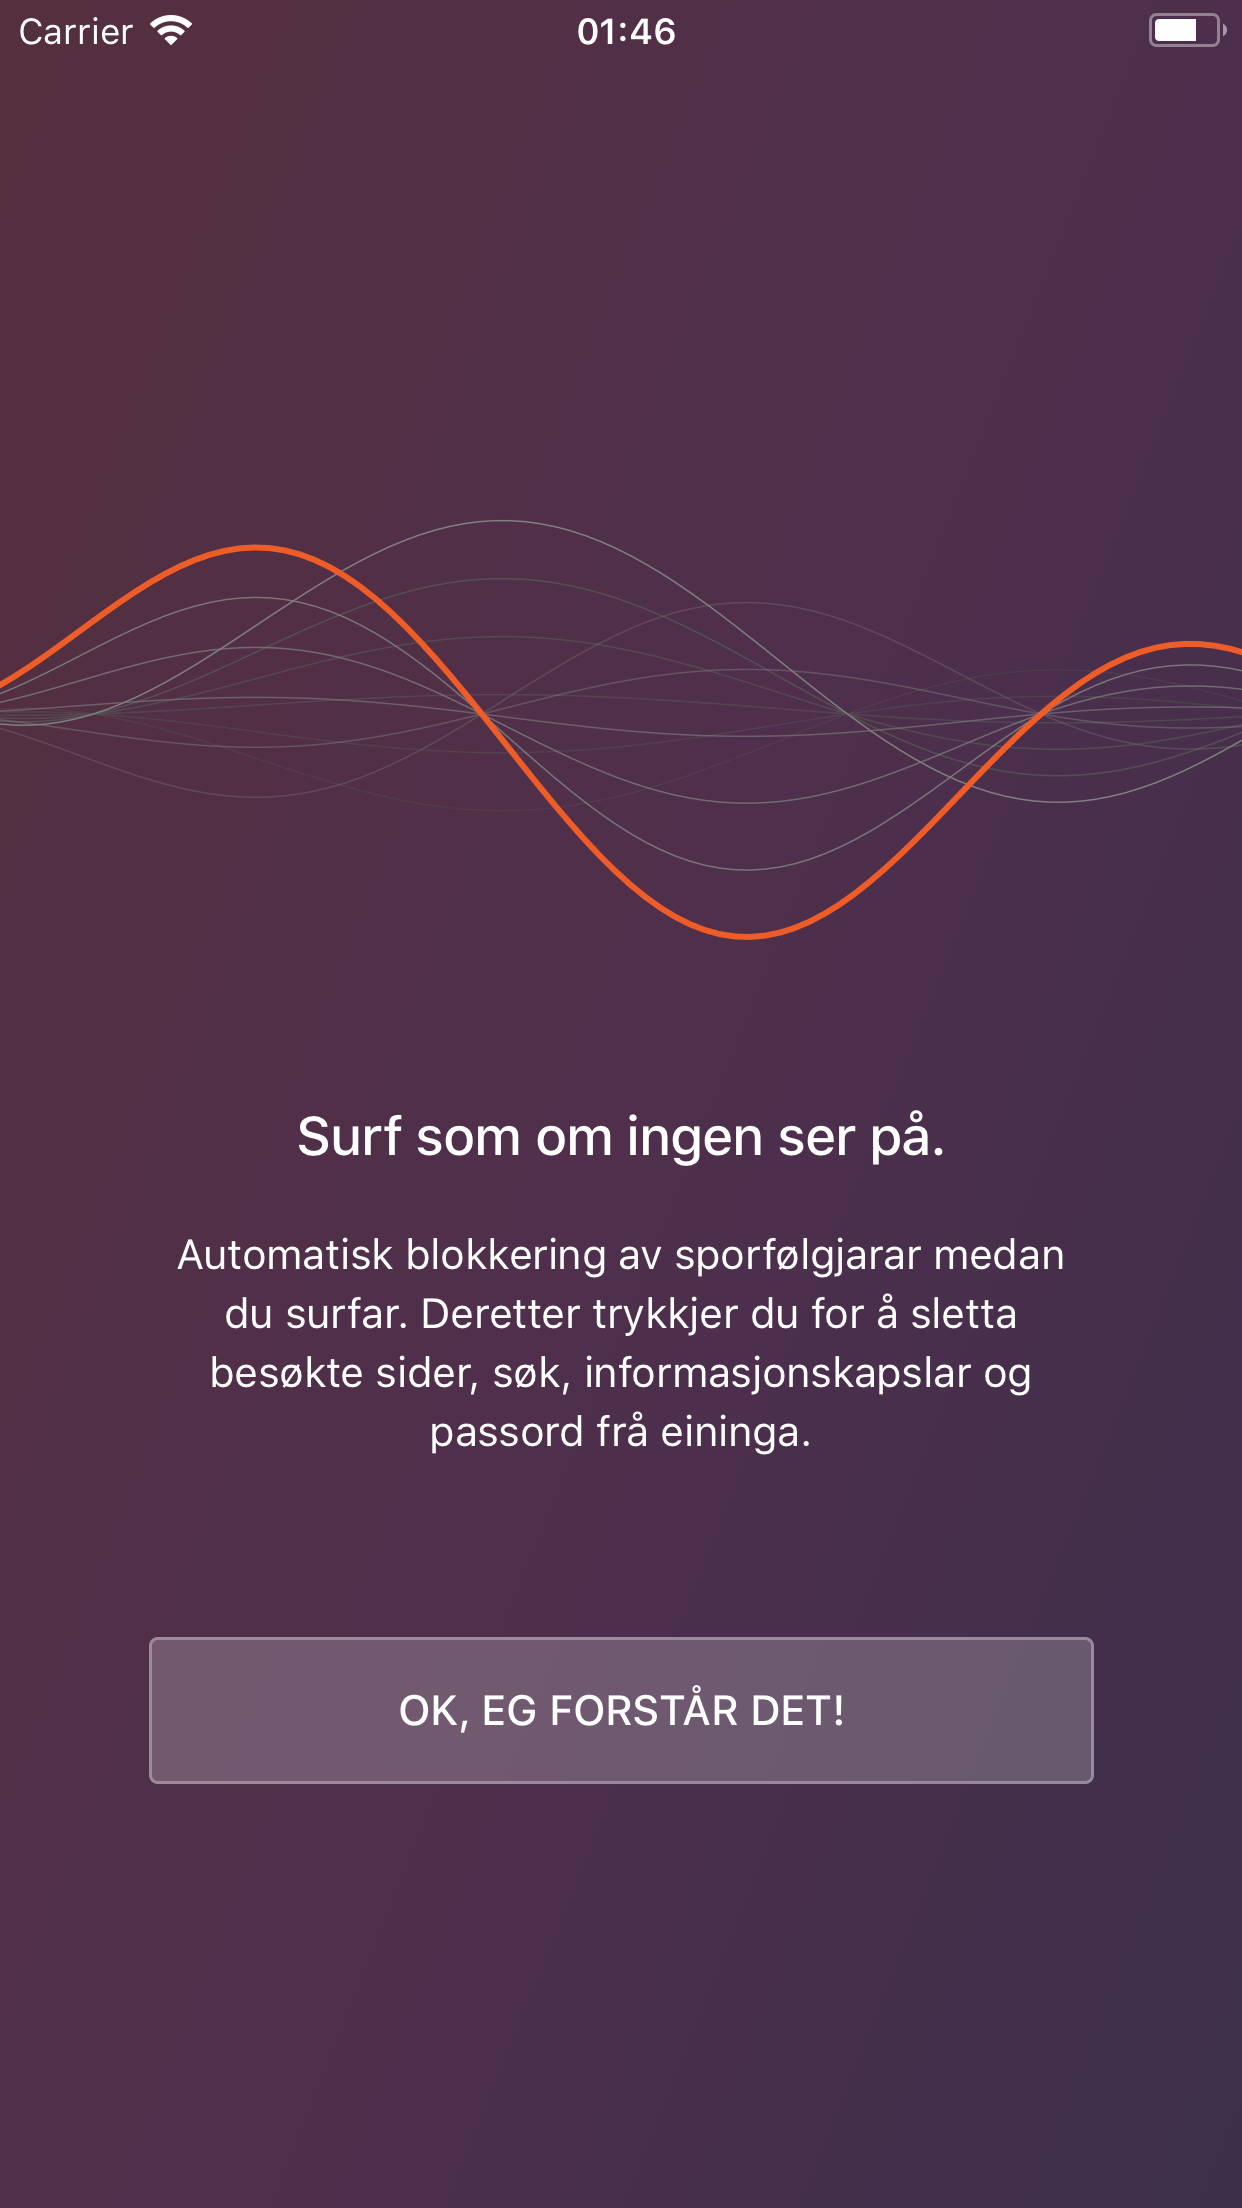 Carrier 01:46
Surf som om ingen ser på.
Automatisk blokkering av sporfølgjarar medan
du surfar. Deretter trykkjer du for å sletta
besøkte sider, søk, informasjonskapslar og
passord frå eininga.
OK, EG FORSTÅR DET!